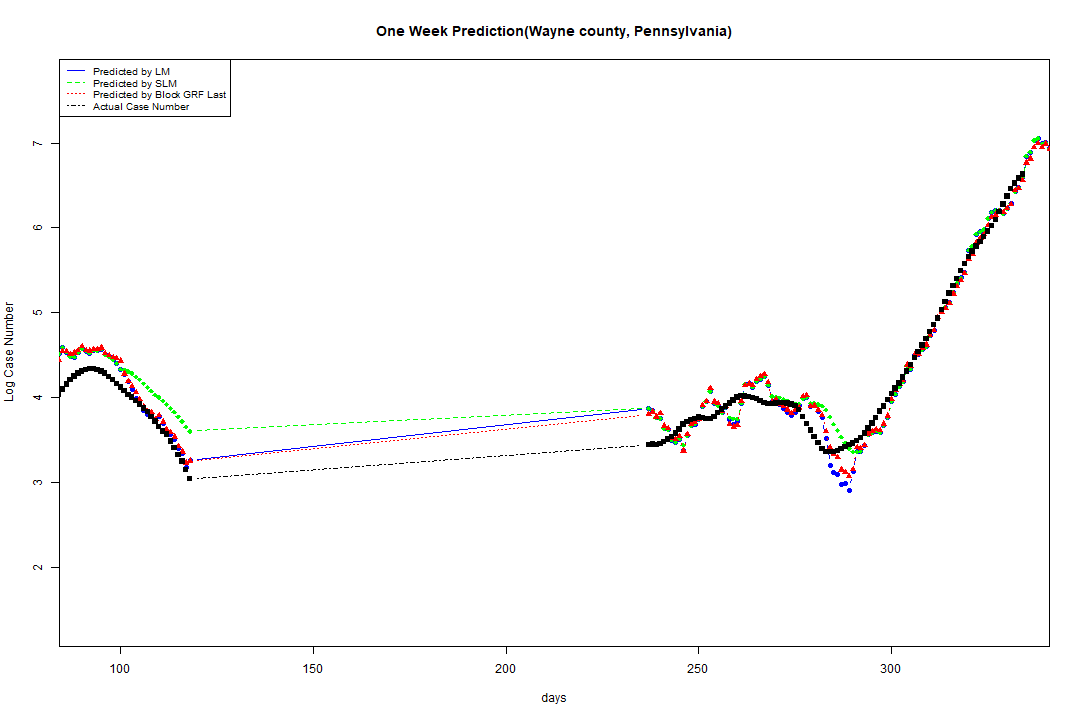 One Week Prediction(Wayne county, Pennsylvania)
Predicted by LM
Predicted by SLM
Predicted by Block GRF Last
Actual Case Number
7
6
5
4
3
2
Log Case Number
100 150 200 250 300
days